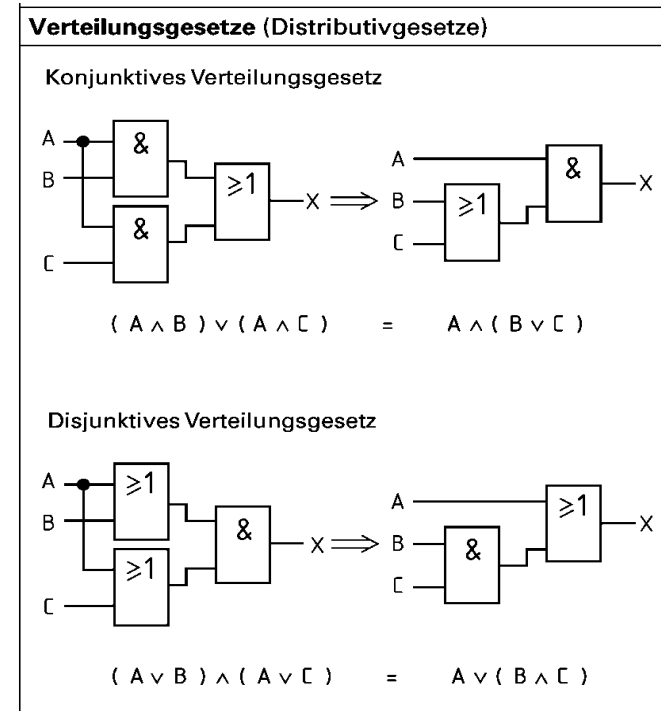 Verteilungsgesetze (Distributivgesetze)
Konjunktives Verteilungsgesetz
A & ≥1 X ⟹ A &  X
B B ≥1
& C
C
( A ∧ B ) ∨ ( A ∧ C ) = A ∧ ( B ∨ C )
Disjunktives Verteilungsgesetz
A ≥1 & X ⟹ A ≥1 X
B B &
≥1 C
C
( A ∨ B ) ∧ ( A ∨ C ) = A ∨ ( B ∧ C )